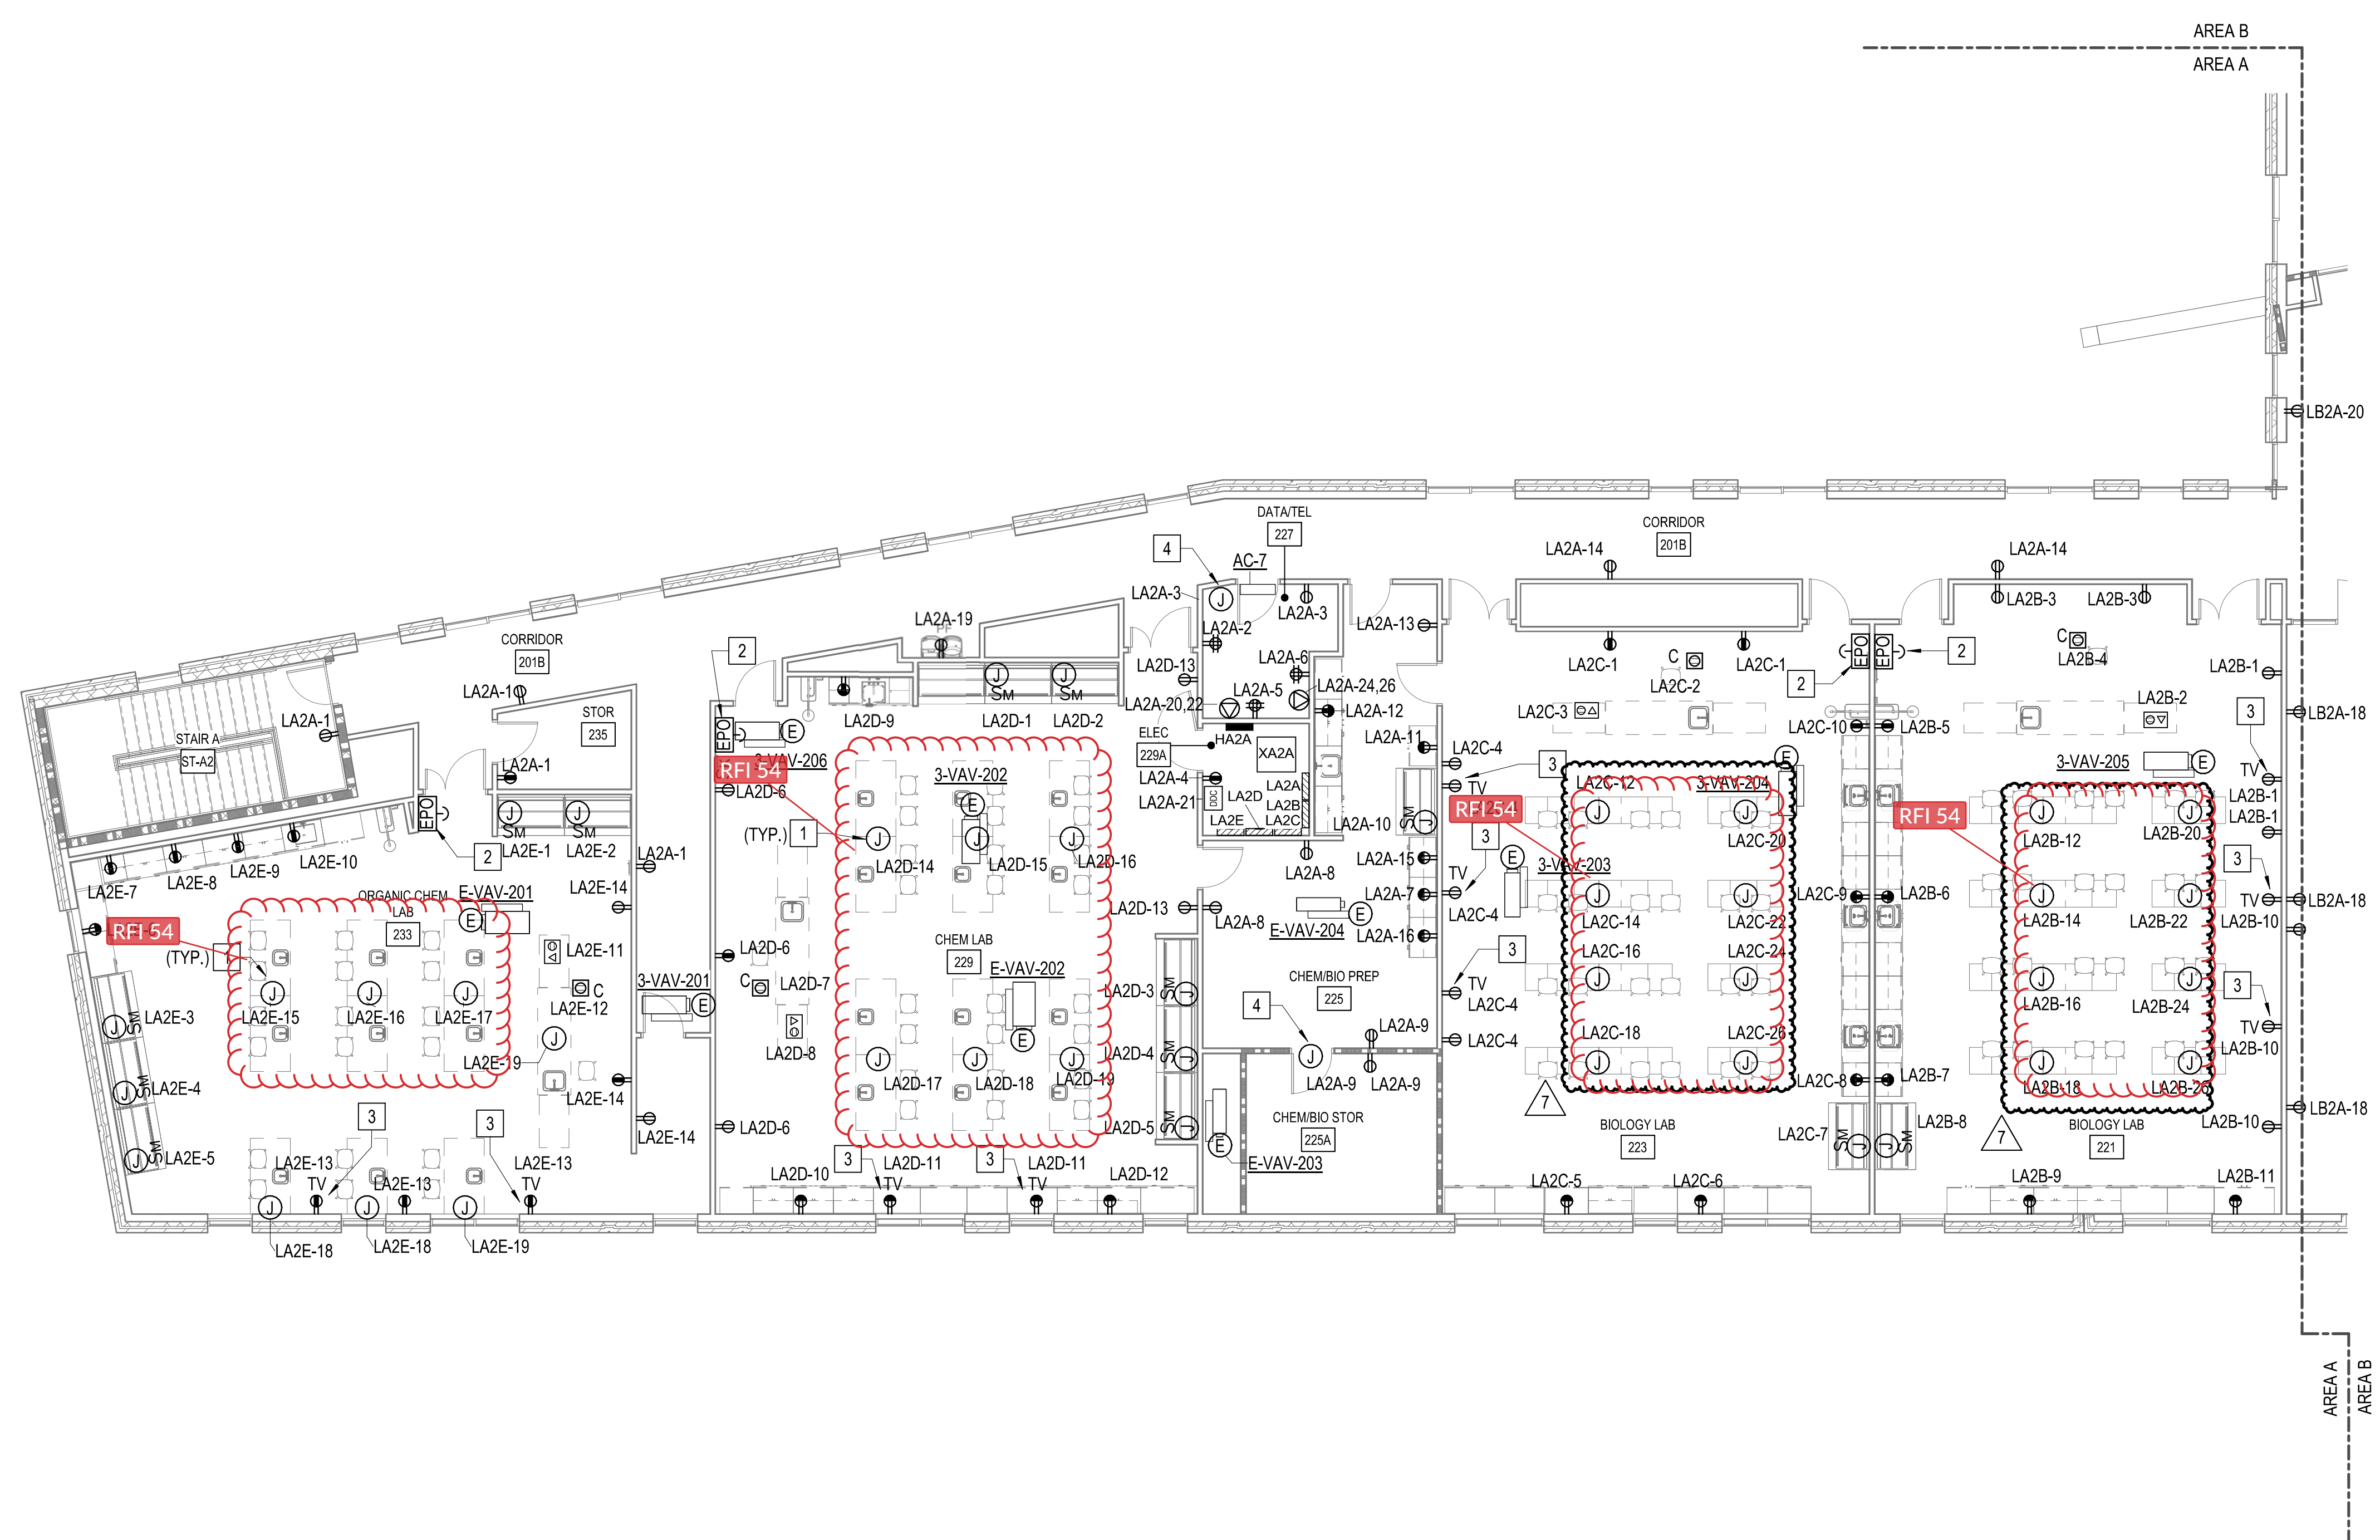 AREA B
AREA A
LB2A-20
DATA/TEL
227
CORRIDOR
201B
4
AC-7
LA2A-14
LA2A-14
LA2A-3
LA2A-3
LA2B-3
LA2B-3
LA2A-19
PF
LA2A-2
LA2A-13
CORRIDOR
201B
2
EPO
EPO
2
C
LA2B-4
LA2D-13
LA2A-6
LA2C-1
C
LA2C-1
LA2B-1
LA2A-1
LA2A-5
LA2A-24,26
LA2C-2
2
LA2B-2
LA2A-1
STOR
235
LA2A-20,22
LA2A-12
LA2C-3
3
LB2A-18
STAIR A
ST-A2
EPO
E
LA2D-9
J
SM
LA2D-1
J
SM
LA2D-2
ELEC
229A
HA2A
XA2A
LA2A-11
LA2C-4
LA2C-10
LA2B-5
3-VAV-206
RFI 54
3-VAV-202
LA2A-4
3
E
3-VAV-205
E
TV
LA2A-1
LA2D-6
E
LA2A-21
DDC
LA2D
LA2E
LA2A
LA2B
LA2C
TV
RFI 54
LA2C-12
3-VAV-204
RFI 54
LA2B-1
LA2B-1
EPO
J
SM
LA2E-1
J
SM
LA2E-2
(TYP.)
1
J
J
J
LA2A-10
SM
J
3
J
J
LA2C-20
J
J
LA2B-12
LA2B-20
2
LA2E-10
LA2E-9
LA2E-8
LA2E-7
LA2A-1
LA2D-14
LA2D-15
LA2D-16
LA2A-8
LA2A-15
E
3-VAV-203
TV
3
ORGANIC CHEM
LAB
233
E-VAV-201
E
LA2E-14
LA2D-13
LA2A-8
LA2A-7
LA2C-4
J
J
LA2C-14
LA2C-22
LA2C-9
LA2B-6
J
J
LA2B-14
LA2B-22
TV
LA2B-10
LB2A-18
RFI 54
(TYP.)
E-VAV-204
E
LA2A-16
LA2E-11
LA2D-6
CHEM LAB
229
3
LA2C-16
LA2C-24
3-VAV-201
E
C
LA2D-7
E-VAV-202
LA2D-3
SM
J
CHEM/BIO PREP
225
TV
LA2C-4
J
J
J
J
3
C
LA2E-12
J
J
J
LA2E-15
LA2E-16
LA2E-17
4
LA2B-16
LA2B-24
LA2E-3
J
SM
J
LA2E-19
LA2D-8
E
J
J
J
LA2D-4
SM
J
J
LA2A-9
LA2C-4
LA2C-18
LA2C-26
TV
LA2B-10
LA2E-4
J
SM
LA2E-14
LA2D-17
LA2D-18
LA2D-19
LA2A-9
LA2A-9
J
J
LA2C-8
LA2B-7
J
J
LA2B-18
LA2B-26
7
LB2A-18
3
3
LA2E-14
LA2D-6
LA2D-5
SM
J
CHEM/BIO STOR
225A
BIOLOGY LAB
223
LA2C-7
SM
J
J
SM
LA2B-8
7
BIOLOGY LAB
221
LA2B-10
LA2E-5
J
SM
LA2E-13
TV
LA2E-13
LA2E-13
TV
3
LA2D-11
TV
3
LA2D-11
TV
LA2D-10
LA2D-12
E
E-VAV-203
LA2C-5
LA2C-6
LA2B-9
LA2B-11
J
J
J
LA2E-18
LA2E-18
LA2E-19
AREA A
AREA B